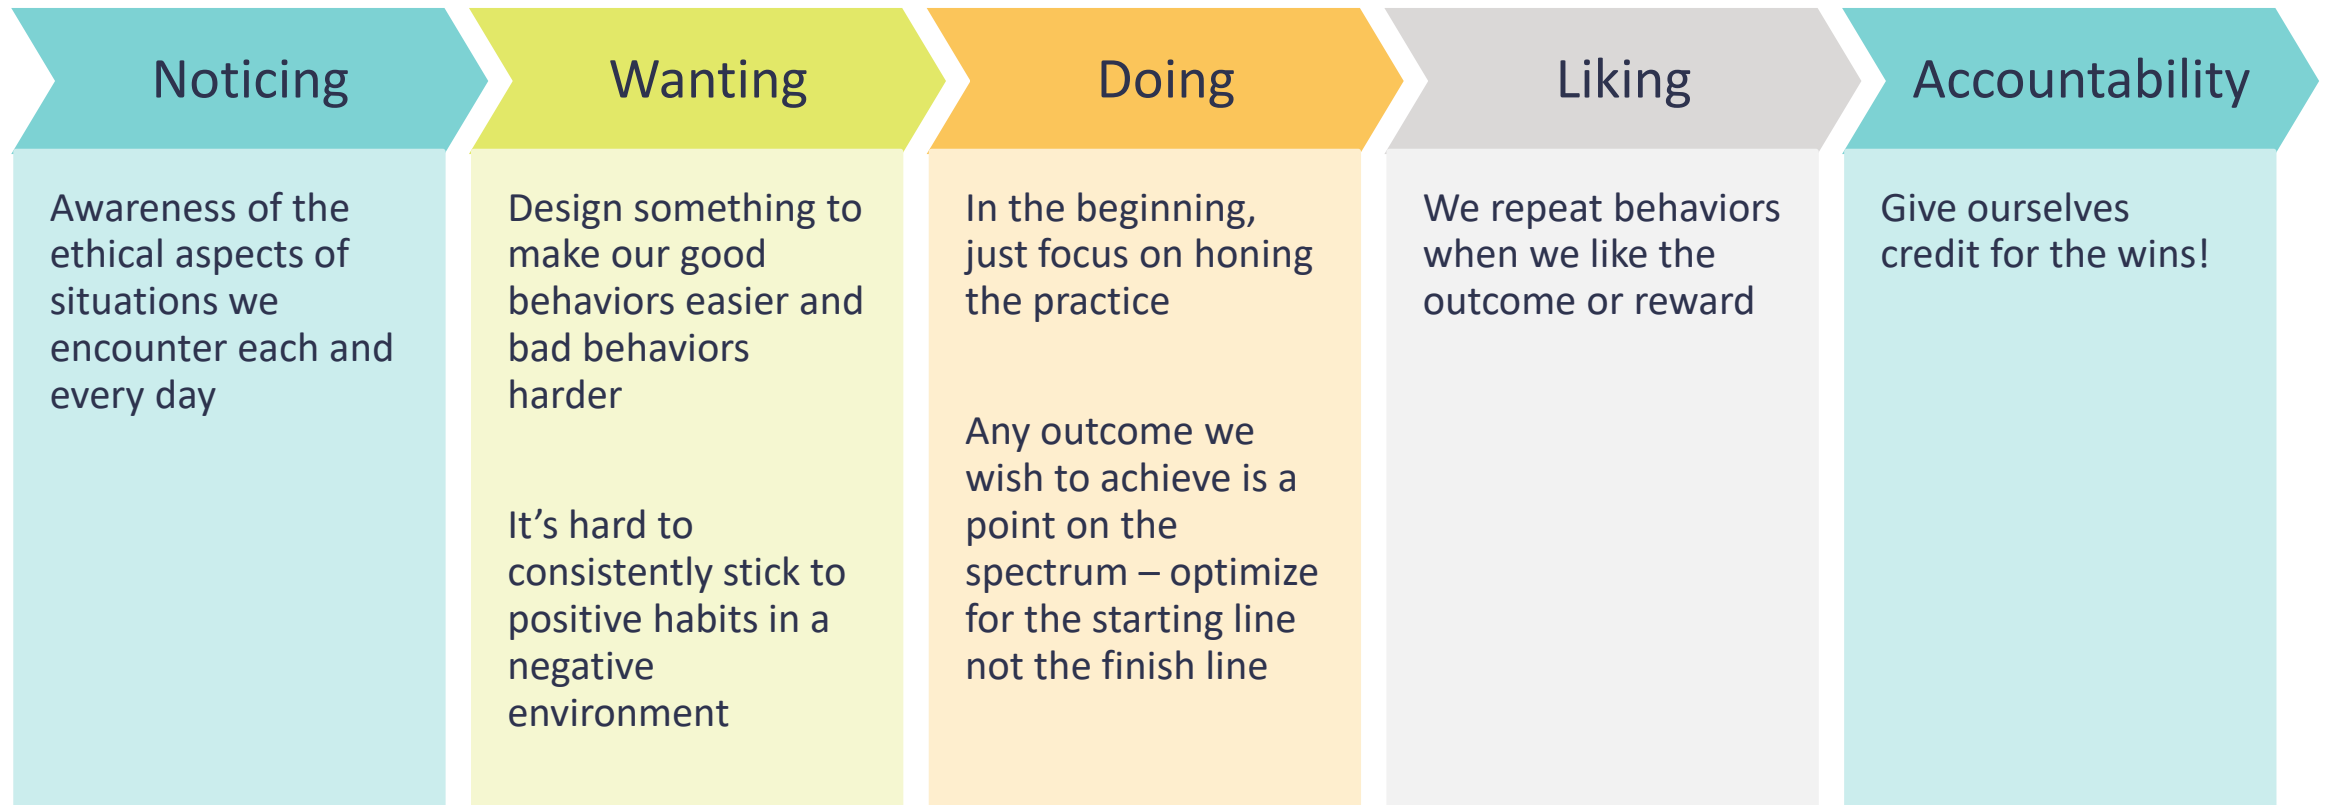 Noticing
Awareness of the
ethical aspects of
situations we
encounter each and
every day
Wanting
Design something to
make our good
behaviors easier and
bad behaviors
harder
It’s hard to
consistently stick to
positive habits in a
negative
environment
Doing
In the beginning,
just focus on honing
the practice
Any outcome we
wish to achieve is a
point on the
spectrum – optimize
for the starting line
not the finish line
Liking
We repeat behaviors
when we like the
outcome or reward
Accountability
Give ourselves
credit for the wins!